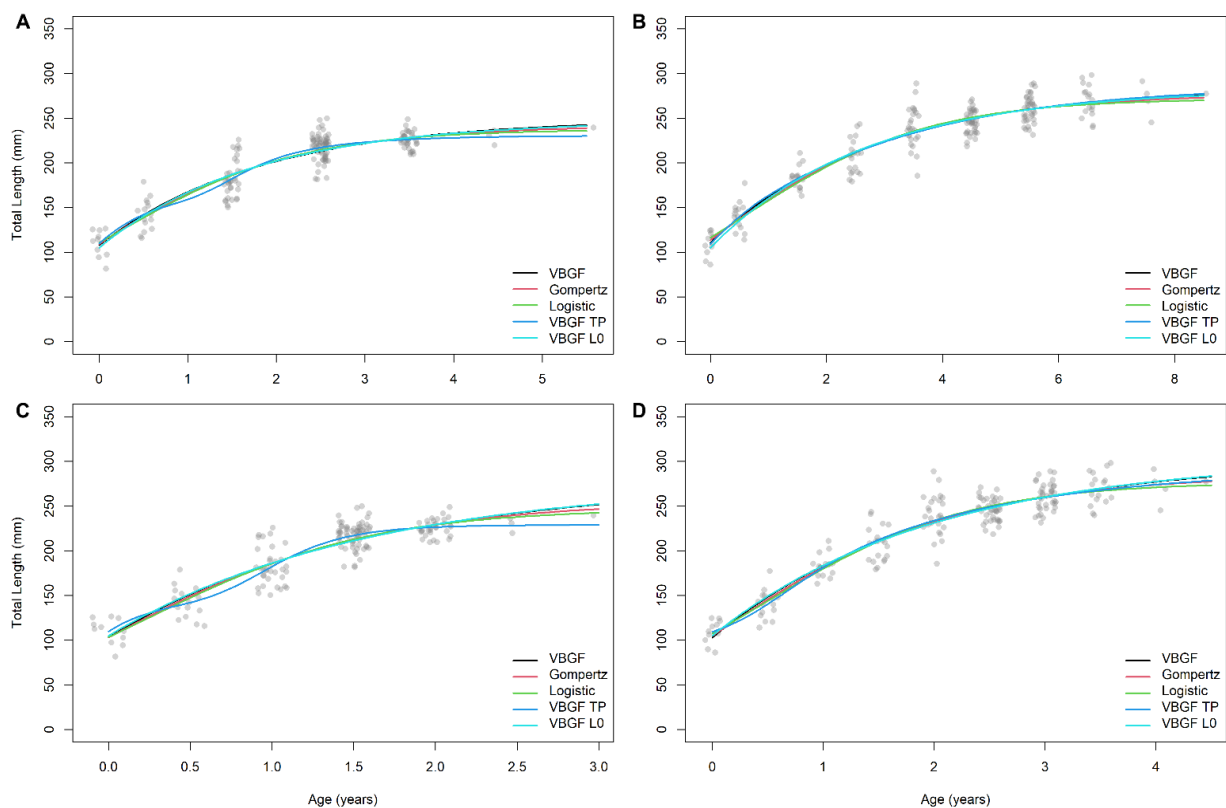 A
Total Length (mm)
350
300
250
200
150
100
50
0
VBGF
Gompertz
Logistic
VBGF TP
VBGF L0
0 1 2 3 4 5
B
350
300
250
200
150
100
50
0
VBGF
Gompertz
Logistic
VBGF TP
VBGF L0
0 2 4 6 8
C
Total Length (mm)
350
300
250
200
150
100
50
0
VBGF
Gompertz
Logistic
VBGF TP
VBGF L0
0.0 0.5 1.0 1.5 2.0 2.5 3.0
Age (years)
D
350
300
250
200
150
100
50
0
VBGF
Gompertz
Logistic
VBGF TP
VBGF L0
0 1 2 3 4
Age (years)